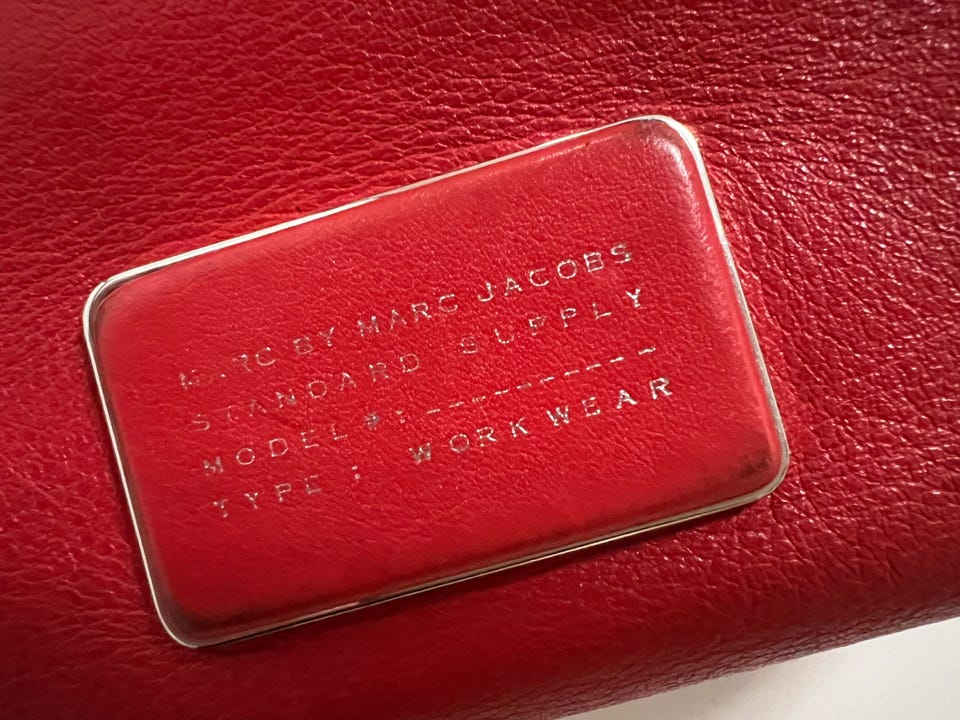 MARC BY MARC JACOBS
STANDARD SUPPLY
MODEL #: ----------
TYPE : WORKWEAR